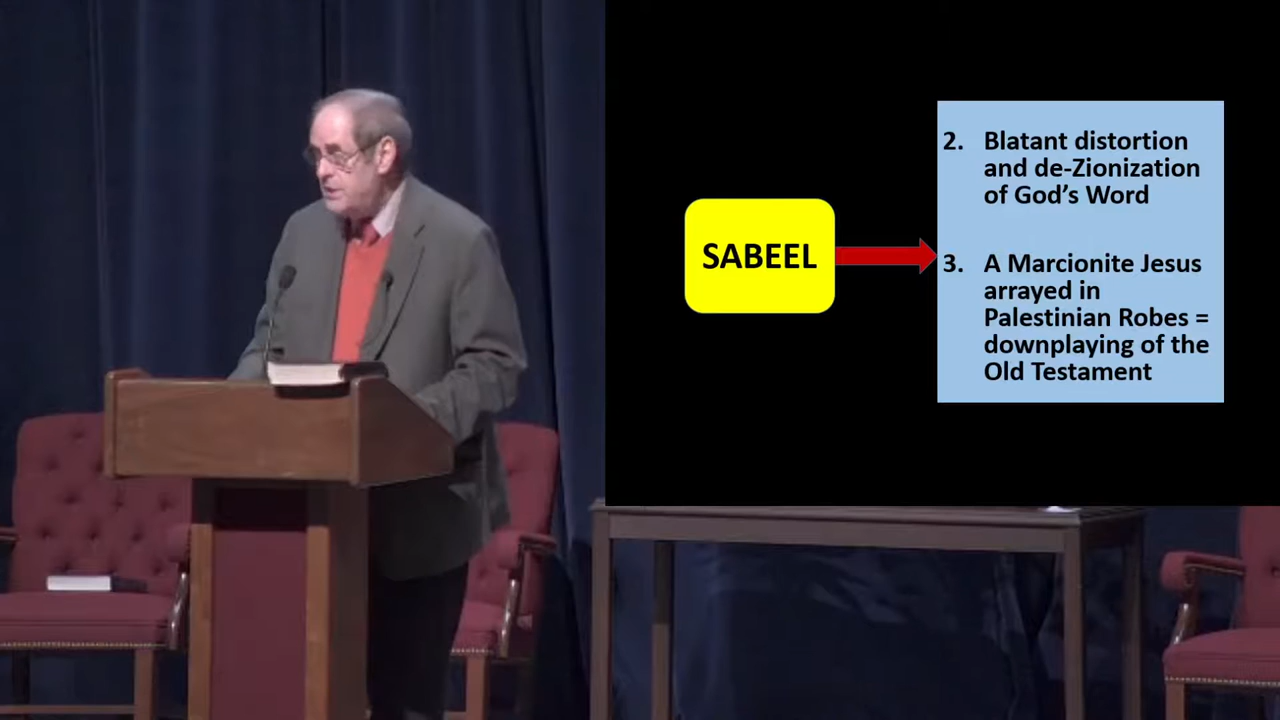 SABEEL
2. Blatant distortion
and de-Zionization
of God's Word
3. A Marcionite Jesus
arrayed in
Palestinian Robes =
downplaying of the
Old Testament